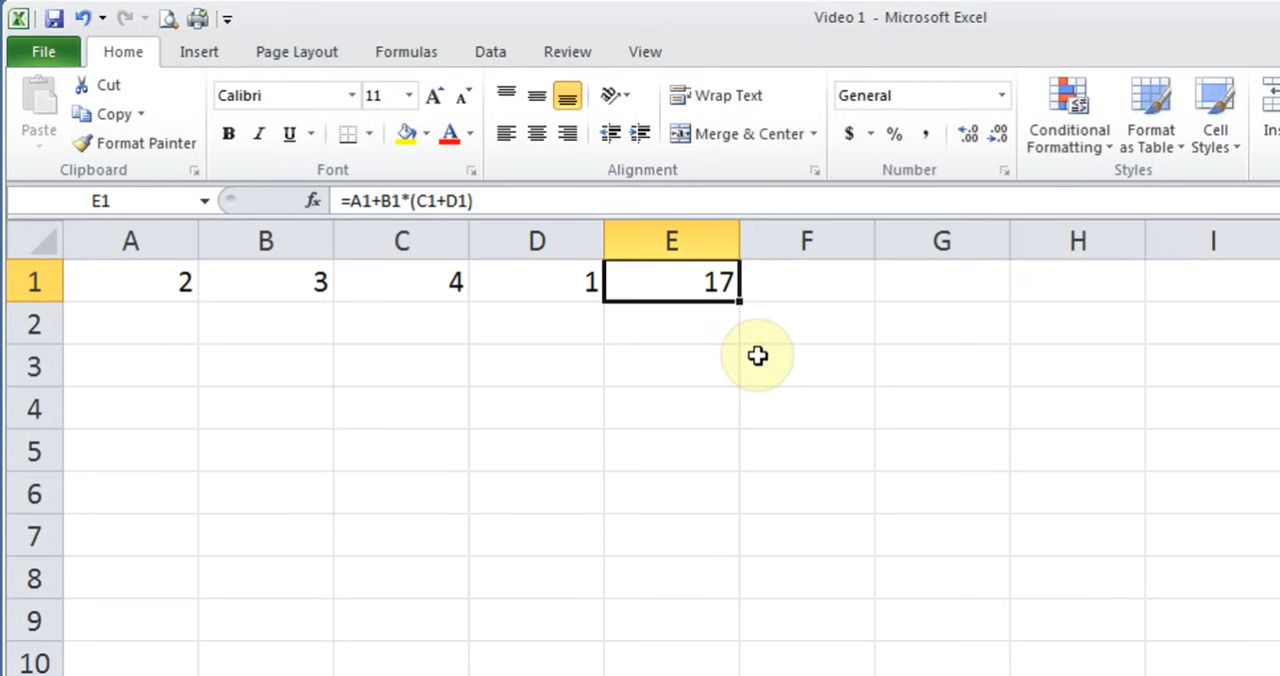 Video 1 - Microsoft Excel
File Home Insert Page Layout Formulas Data Review View
Paste
Cut
Copy
Format Painter
Clipboard
Calibri 11
B I U
Font
Wrap Text
Merge & Center
Alignment
General
$ % ,
Number
Conditional Formatting
Format as Table
Cell Styles
Styles
E1 fx =A1+B1*(C1+D1)
A B C D E F G H I
1 2 3 4 1 17
2
3
4
5
6
7
8
9
10